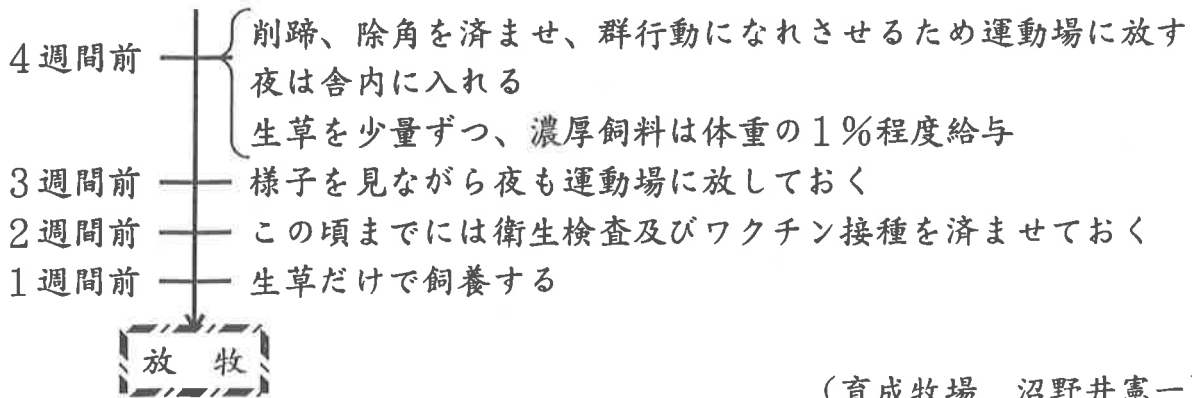 4週間前
削蹄、除角を済ませ、群行動になれさせるため運動場に放す
夜は舎内に入れる
生草を少量ずつ、濃厚飼料は体重の1%程度給与
3週間前 様子を見ながら夜も運動場に放しておく
2週間前 この頃までには衛生検査及びワクチン接種を済ませておく
1週間前 生草だけで飼養する
放 牧
(育成牧場 沼野井憲一)